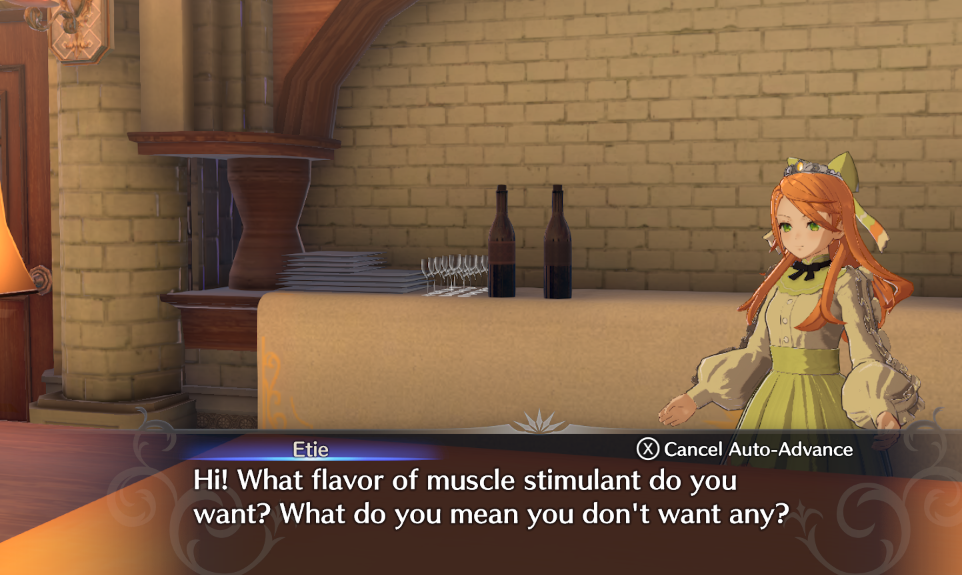 Etie
Ⓧ Cancel Auto-Advance
Hi! What flavor of muscle stimulant do you
want? What do you mean you don't want any?